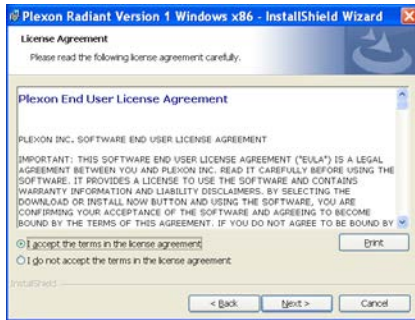 Plexon Radiant Version 1 Windows x86 - InstallShield Wizard
License Agreement
Please read the following license agreement carefully.
Plexon End User License Agreement
PLEXON INC. SOFTWARE END USER LICENSE AGREEMENT
IMPORTANT: THIS SOFTWARE END USER LICENSE AGREEMENT ("EULA") IS A LEGAL
AGREEMENT BETWEEN YOU AND PLEXON INC. READ IT CAREFULLY BEFORE USING THE
SOFTWARE. IT PROVIDES A LICENSE TO USE THE SOFTWARE AND CONTAINS
WARRANTY INFORMATION AND LIABILITY DISCLAIMERS. BY SELECTING THE
DOWNLOAD OR INSTALL NOW BUTTON AND USING THE SOFTWARE, YOU ARE
CONFIRMING YOUR ACCEPTANCE OF THE SOFTWARE AND AGREEING TO BECOME
BOUND BY THE TERMS OF THIS AGREEMENT. IF YOU DO NOT AGREE TO BE BOUND BY
I accept the terms in the license agreement
Print
I do not accept the terms in the license agreement
InstallShield
< Back
Next >
Cancel